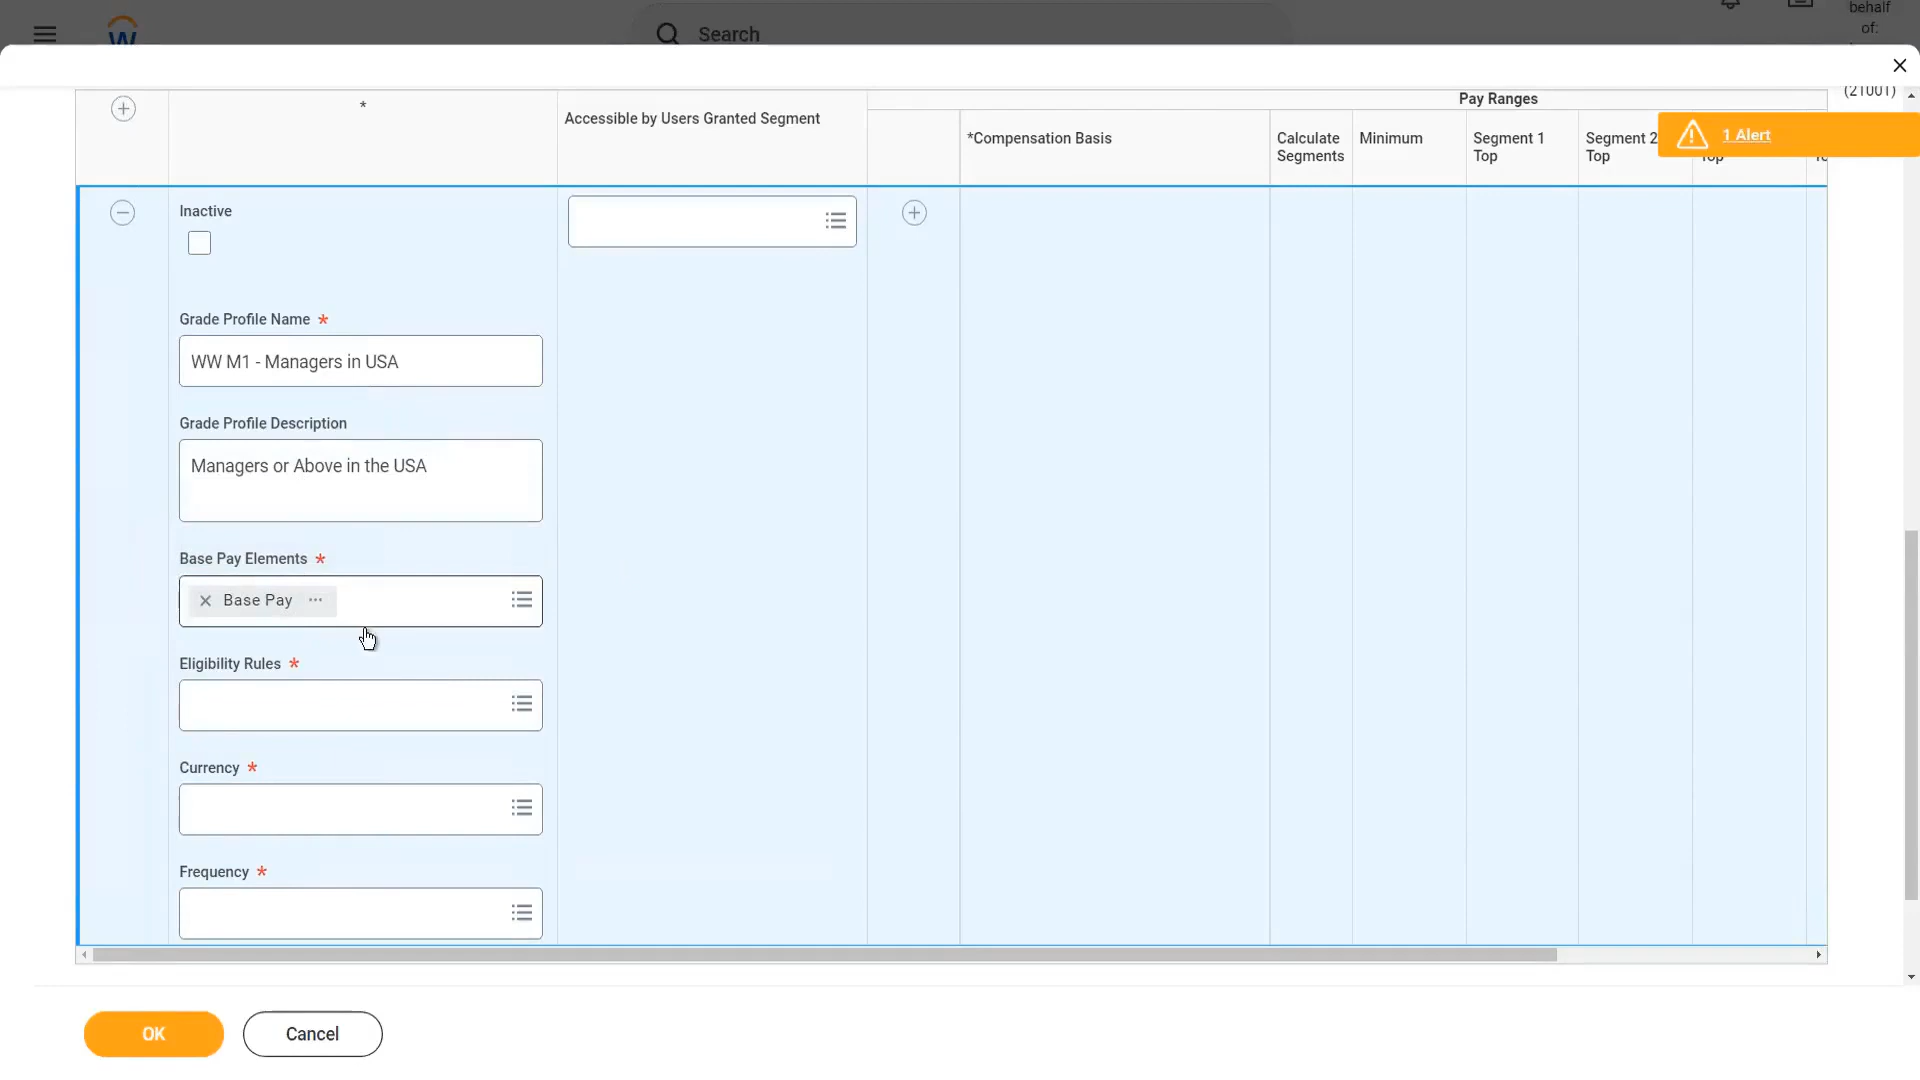 behalf
of:
W
Search
(21001)
1 Alert
Pay Ranges
*
Accessible by Users Granted Segment
*Compensation Basis
Calculate
Segments
Minimum
Segment 1
Top
Segment 2
Top
Top
Inactive
Grade Profile Name *
WW M1 - Managers in USA
Grade Profile Description
Managers or Above in the USA
Base Pay Elements *
Base Pay
Eligibility Rules *
Currency *
Frequency *
OK
Cancel